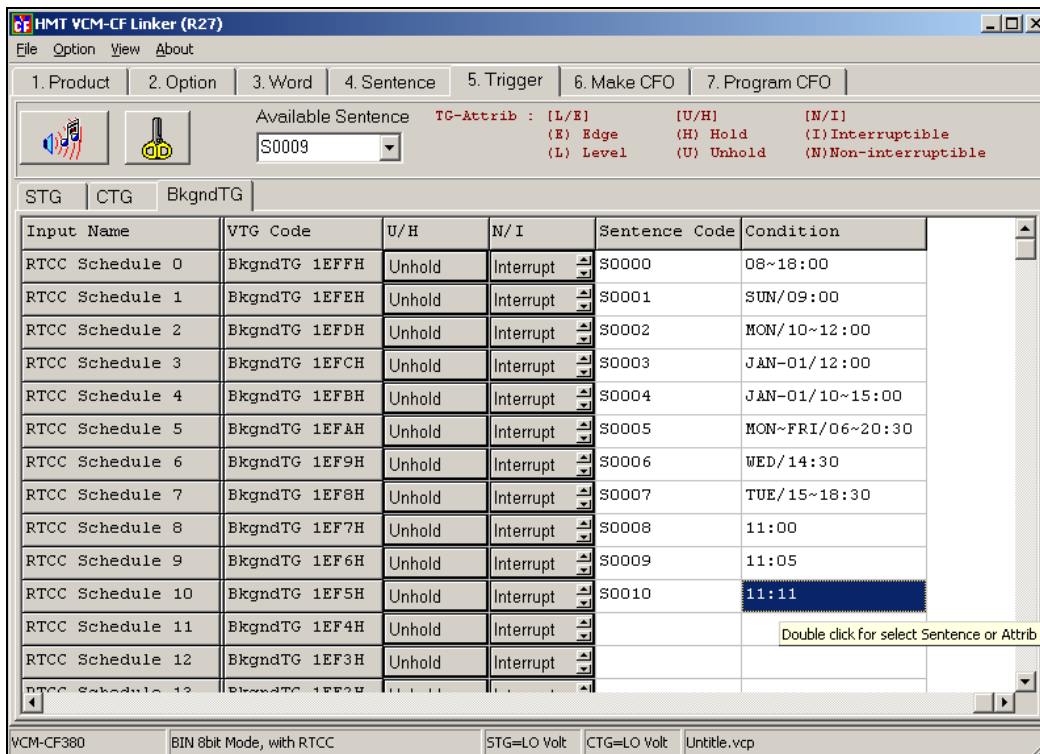 HMT VCM-CF Linker (R27)
File Option View About
1. Product 2. Option 3. Word 4. Sentence 5. Trigger 6. Make CFO 7. Program CFO
Available Sentence TG-Attrib : [L/E] [U/H] [N/I]
(E) Edge (H) Hold (I)Interruptible
S0009 (L) Level (U) Unhold (N)Non-interruptible
STG CTG BkgndTG
Input Name VTG Code U/H N/I Sentence Code Condition
RTCC Schedule 0 BkgndTG 1EFFH Unhold Interrupt S0000 08~18:00
RTCC Schedule 1 BkgndTG 1EFEH Unhold Interrupt S0001 SUN/09:00
RTCC Schedule 2 BkgndTG 1EFDH Unhold Interrupt S0002 MON/10~12:00
RTCC Schedule 3 BkgndTG 1EFCH Unhold Interrupt S0003 JAN-01/12:00
RTCC Schedule 4 BkgndTG 1EFBH Unhold Interrupt S0004 JAN-01/10~15:00
RTCC Schedule 5 BkgndTG 1EFAH Unhold Interrupt S0005 MON~FRI/06~20:30
RTCC Schedule 6 BkgndTG 1EF9H Unhold Interrupt S0006 WED/14:30
RTCC Schedule 7 BkgndTG 1EF8H Unhold Interrupt S0007 TUE/15~18:30
RTCC Schedule 8 BkgndTG 1EF7H Unhold Interrupt S0008 11:00
RTCC Schedule 9 BkgndTG 1EF6H Unhold Interrupt S0009 11:05
RTCC Schedule 10 BkgndTG 1EF5H Unhold Interrupt S0010 11:11
RTCC Schedule 11 BkgndTG 1EF4H Unhold Interrupt
Double click for select Sentence or Attrib
RTCC Schedule 12 BkgndTG 1EF3H Unhold Interrupt
RTCC Schedule 13 BkgndTG 1EF2H
VCM-CF380 BIN 8bit Mode, with RTCC STG=LO Volt CTG=LO Volt Untitle.vcp